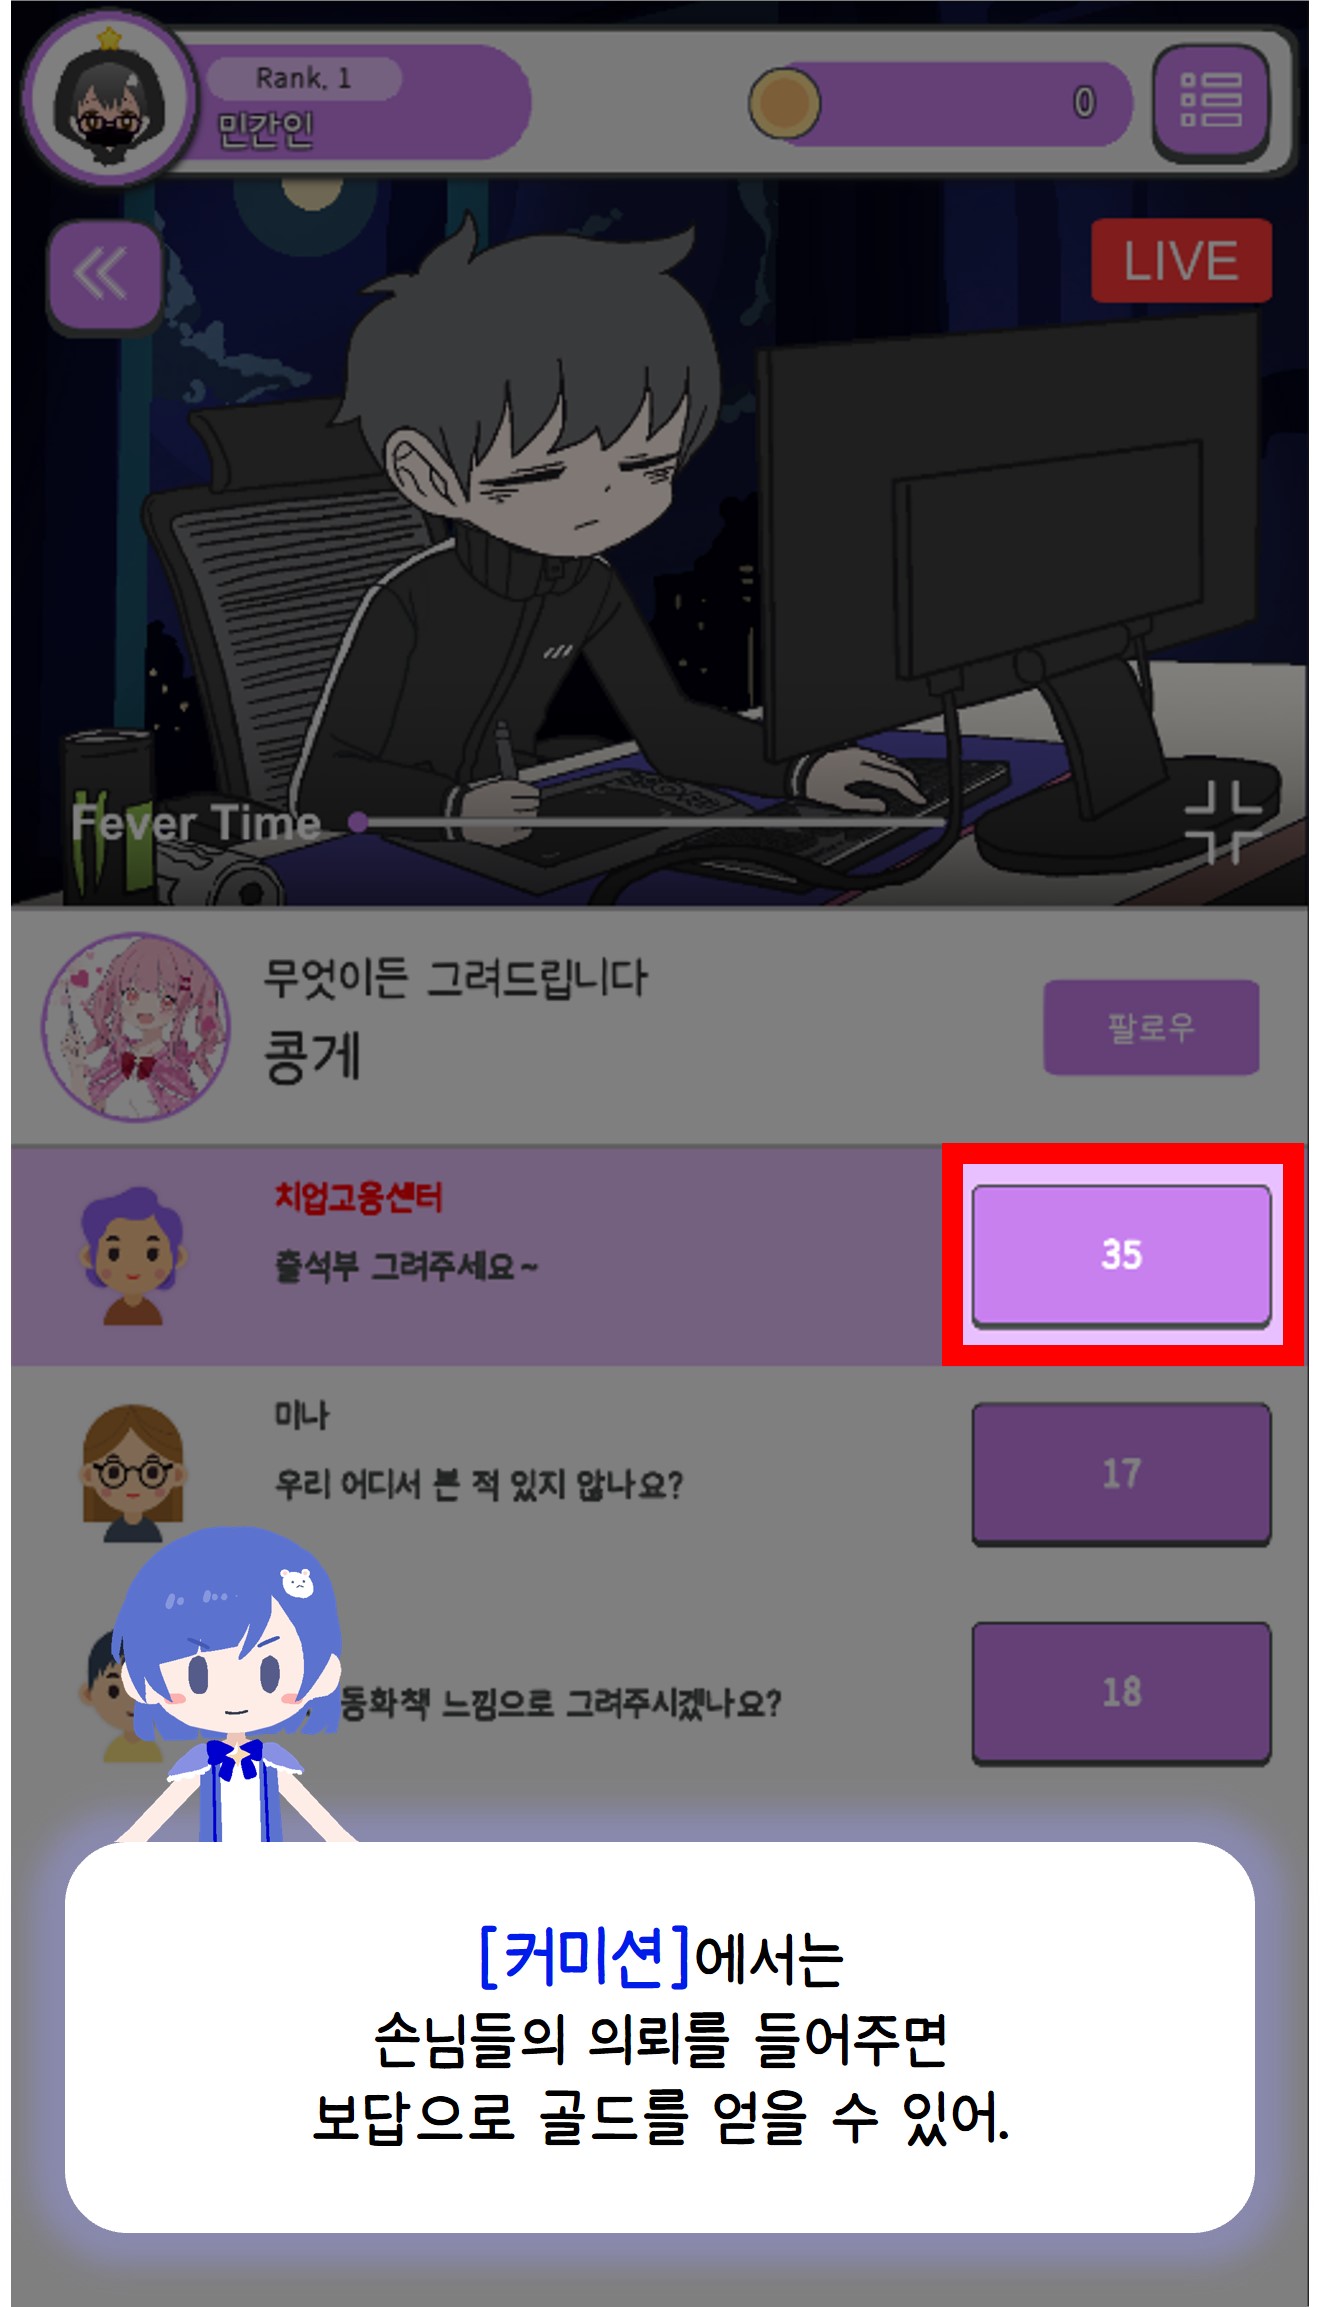 Rank. 1
민간인
0
LIVE
Fever Time
무엇이든 그려드립니다
콩게
팔로우
치업고용센터
출석부 그려주세요~
35
미나
우리 어디서 본 적 있지 않나요?
17
동화책 느낌으로 그려주시겠나요?
18
[커미션]에서는
손님들의 의뢰를 들어주면
보답으로 골드를 얻을 수 있어.